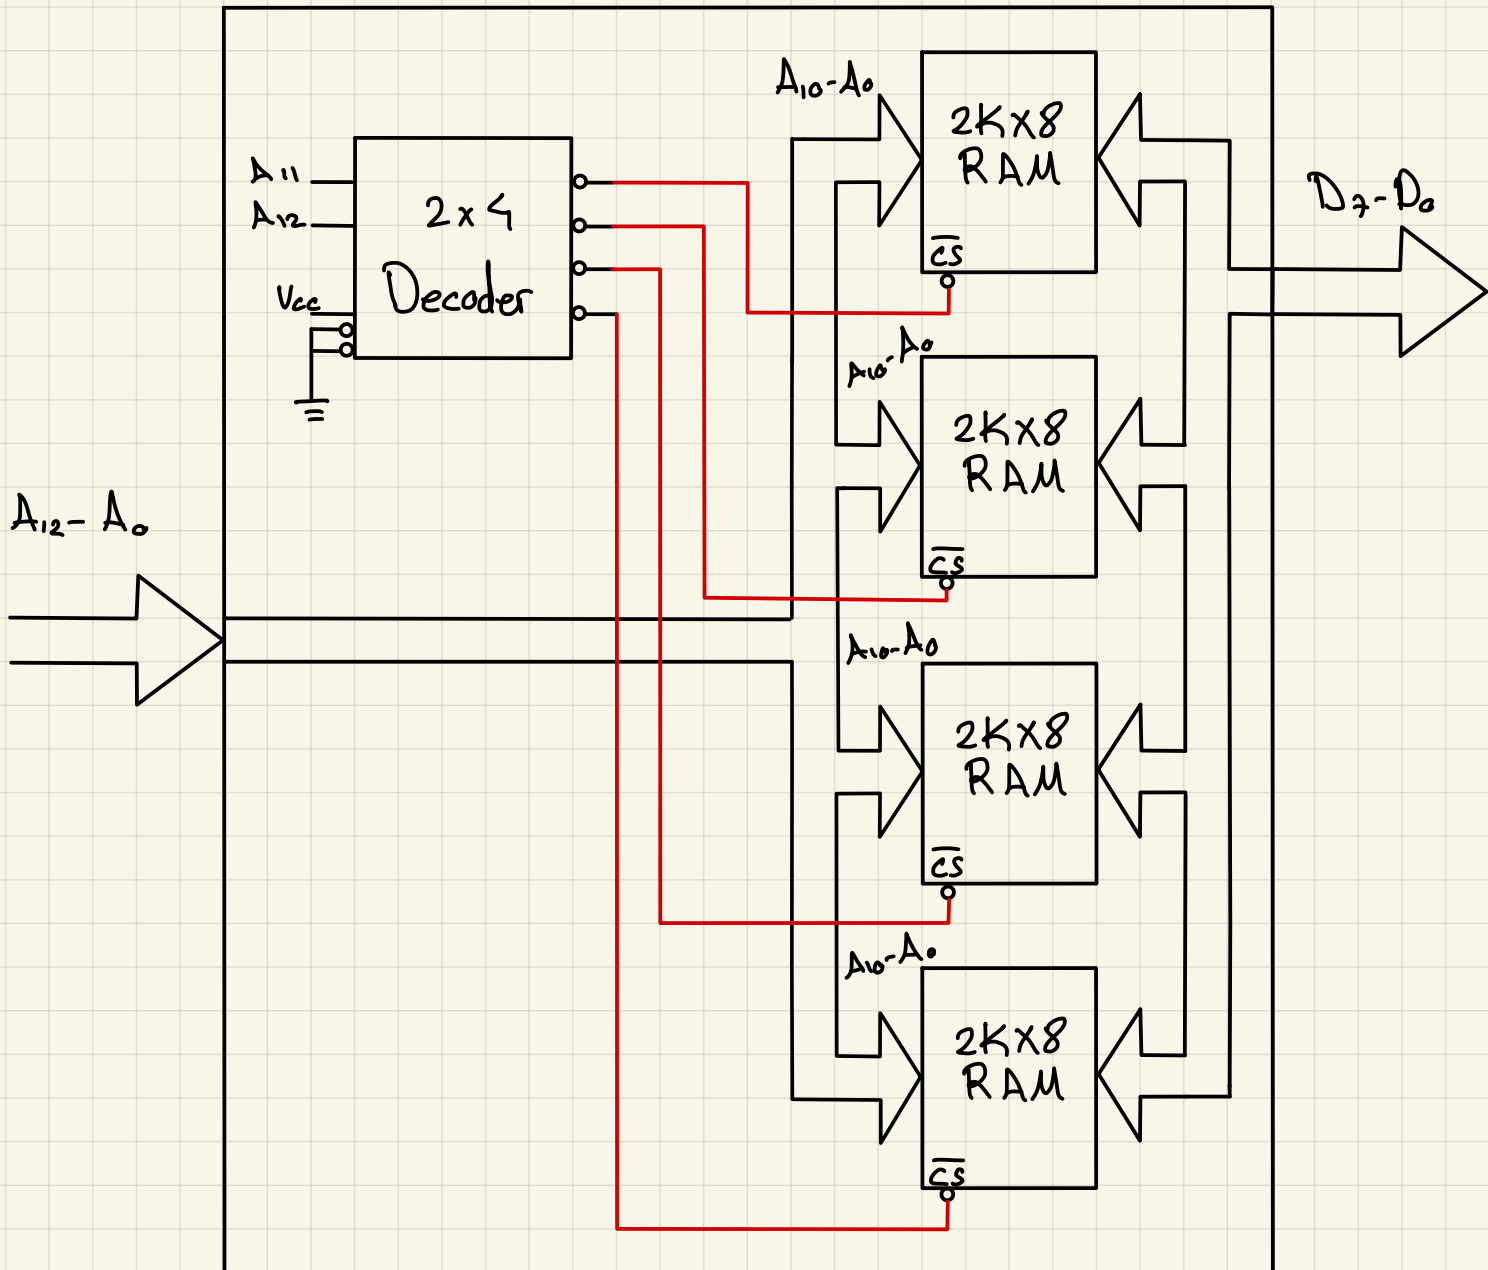 A10-A0
2Kx8
RAM
CS
A11
A12
Vcc
2x4
Decoder
D7-D0
A10-A0
2Kx8
RAM
CS
A12-A0
A10-A0
2Kx8
RAM
CS
A10-A0
2Kx8
RAM
CS